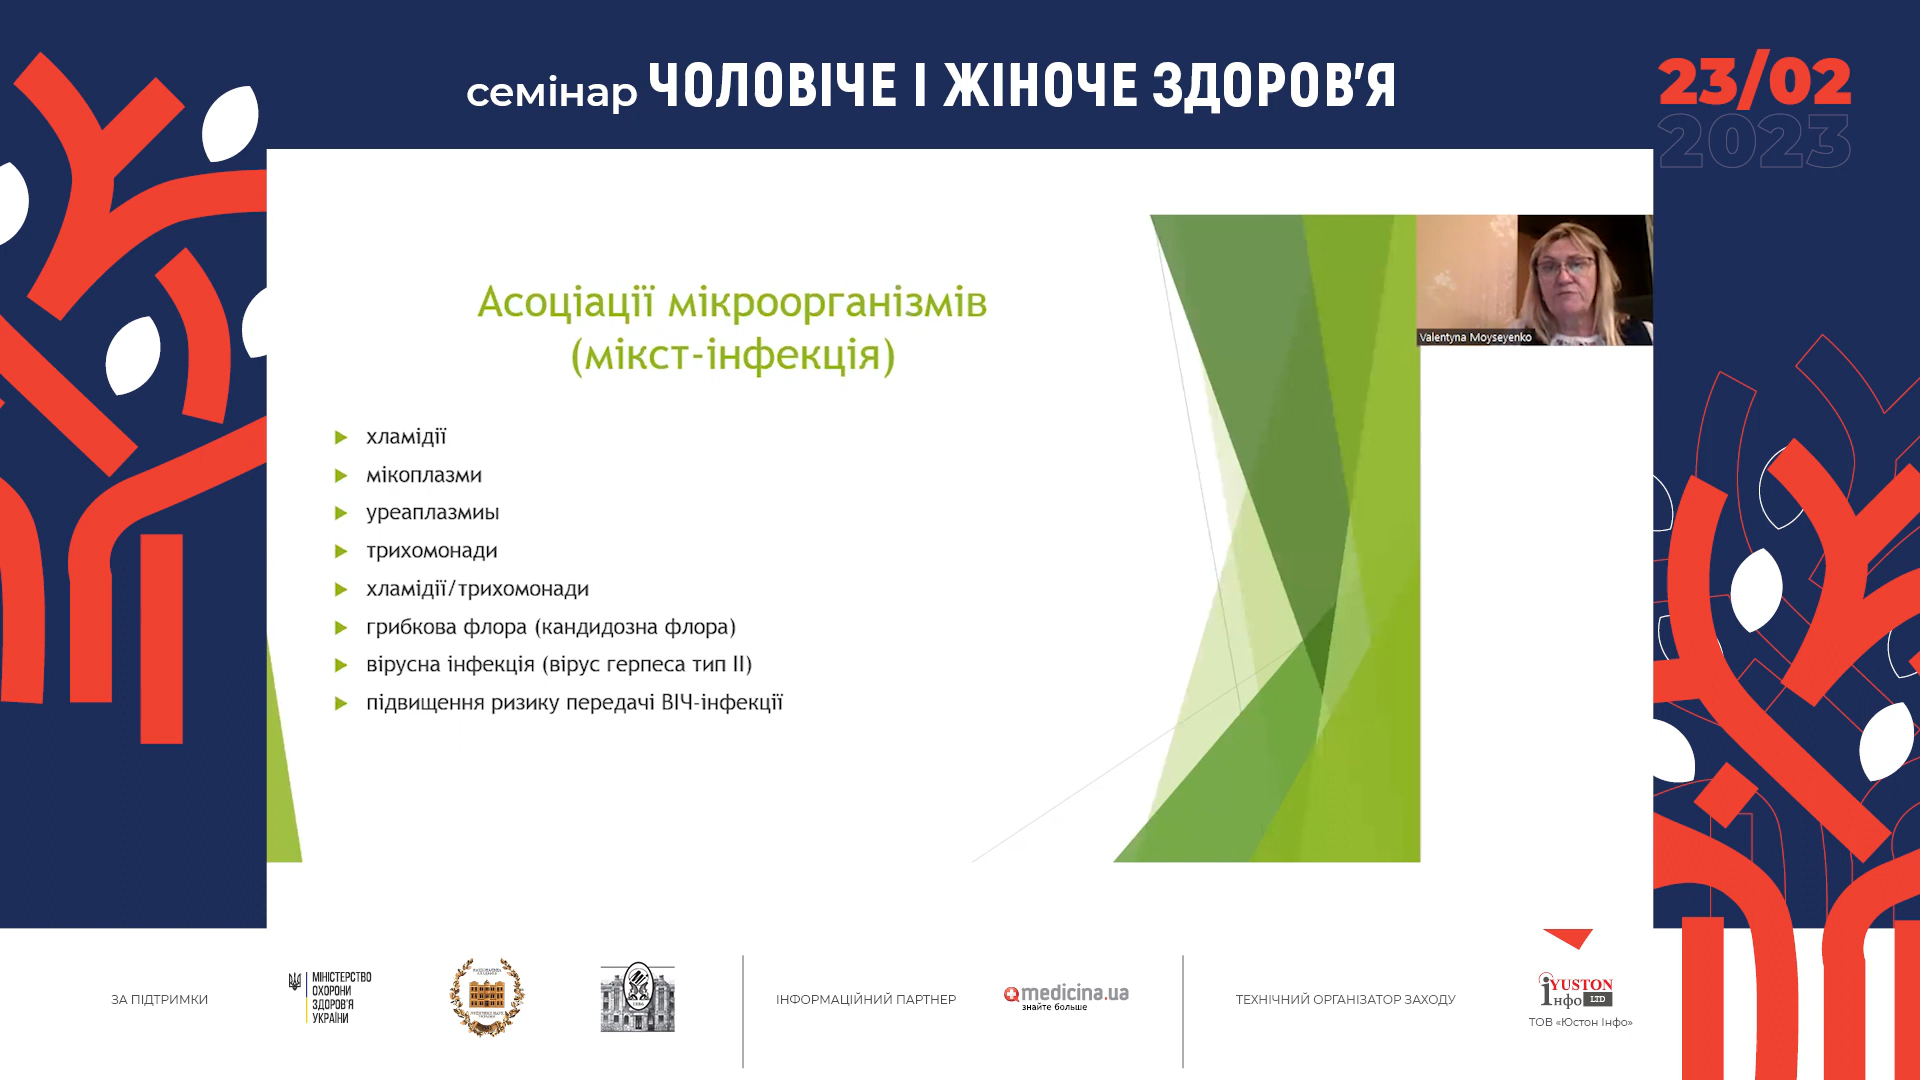 семінар ЧОЛОВІЧЕ І ЖІНОЧЕ ЗДОРОВ'Я
23/02
2023
Асоціації мікроорганізмів
(мікст-інфекція)
Valentyna Moyseyenko
хламідії
мікоплазми
уреаплазмиы
трихомонади
хламідії/трихомонади
грибкова флора (кандидозна флора)
вірусна інфекція (вірус герпеса тип II)
підвищення ризику передачі ВІЧ-інфекції
ЗА ПІДТРИМКИ
МІНІСТЕРСТВО
ОХОРОНИ
ЗДОРОВ'Я
УКРАЇНИ
ІНФОРМАЦІЙНИЙ ПАРТНЕР
medicina.ua
знайте больше
ТЕХНІЧНИЙ ОРГАНІЗАТОР ЗАХОДУ
YUSTON
Інфо LTD
ТОВ «Юстон Інфо»